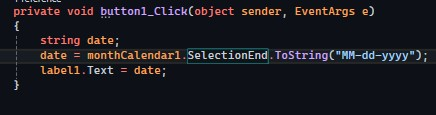 private void button1_Click(object sender, EventArgs e)
{
string date;
date = monthCalendar1.SelectionEnd.ToString("MM-dd-yyyy");
label1.Text = date;
}